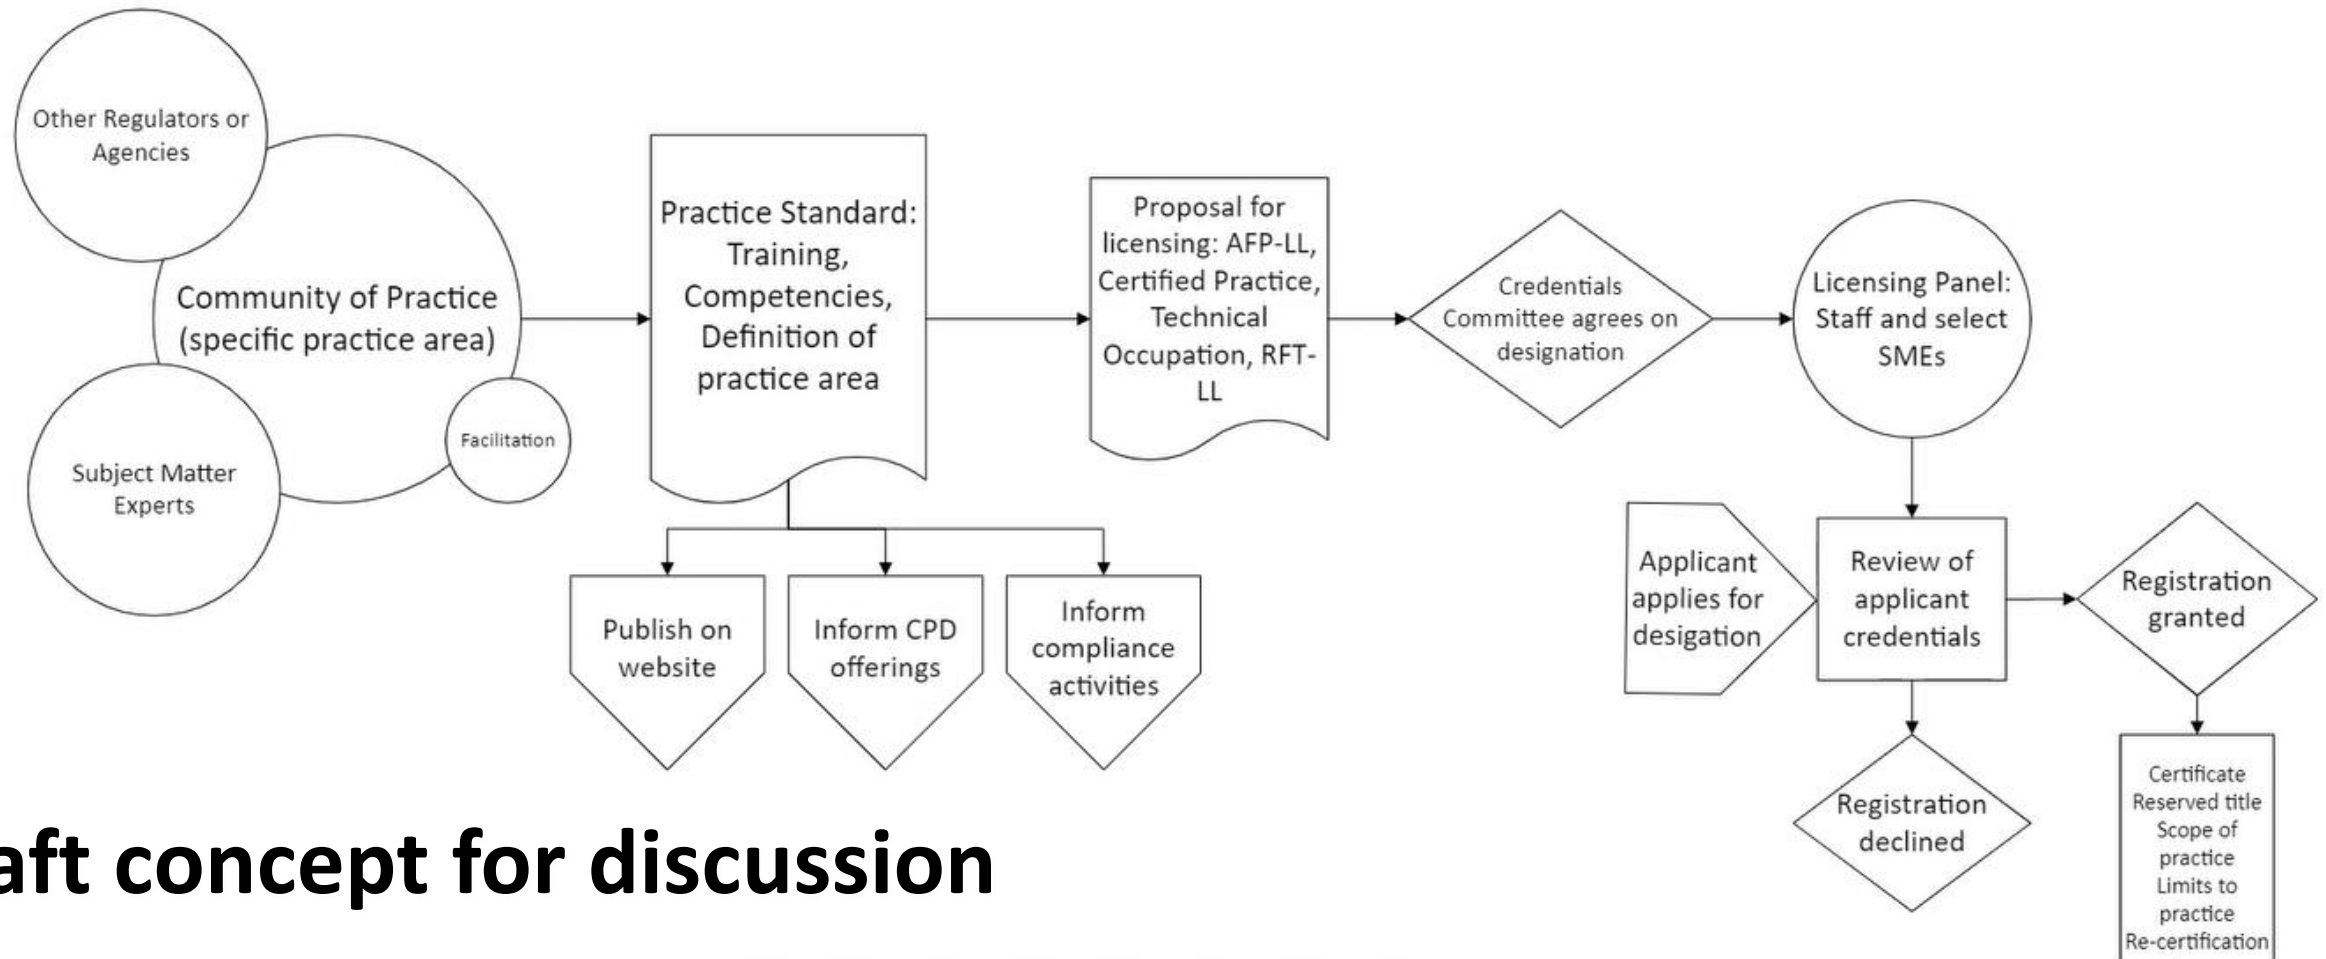 Other Regulators or
Agencies
Community of Practice
(specific practice area)
Subject Matter
Experts
Facilitation
Practice Standard:
Training,
Competencies,
Definition of
practice area
Publish on
website
Inform CPD
offerings
Inform
compliance
activities
Proposal for
licensing: AFP-LL,
Certified Practice,
Technical
Occupation, RFT-
LL
Credentials
Committee agrees on
designation
Licensing Panel:
Staff and select
SMEs
Applicant
applies for
desigation
Review of
applicant
credentials
Registration
granted
Registration
declined
Certificate
Reserved title
Scope of
practice
Limits to
practice
Re-certification
aft concept for discussion